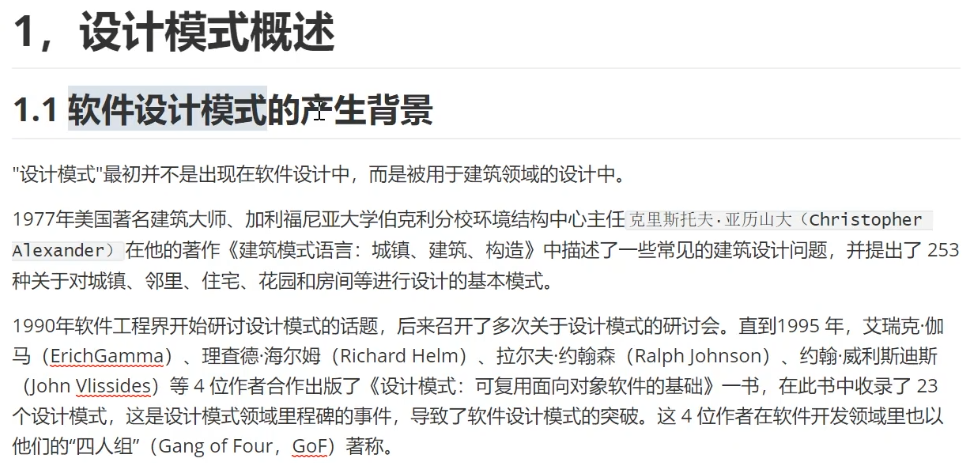 1，设计模式概述
1.1 软件设计模式的产生背景
"设计模式"最初并不是出现在软件设计中，而是被用于建筑领域的设计中。
1977年美国著名建筑大师、加利福尼亚大学伯克利分校环境结构中心主任克里斯托夫·亚历山大（Christopher
Alexander）在他的著作《建筑模式语言：城镇、建筑、构造》中描述了一些常见的建筑设计问题，并提出了 253
种关于对城镇、邻里、住宅、花园和房间等进行设计的基本模式。
1990年软件工程界开始研讨设计模式的话题，后来召开了多次关于设计模式的研讨会。直到1995 年，艾瑞克·伽
马（ErichGamma）、理査德·海尔姆（Richard Helm）、拉尔夫·约翰森（Ralph Johnson）、约翰·威利斯迪斯
（John Vlissides）等 4 位作者合作出版了《设计模式：可复用面向对象软件的基础》一书，在此书中收录了 23
个设计模式，这是设计模式领域里程碑的事件，导致了软件设计模式的突破。这 4 位作者在软件开发领域里也以
他们的“四人组”（Gang of Four，GoF）著称。